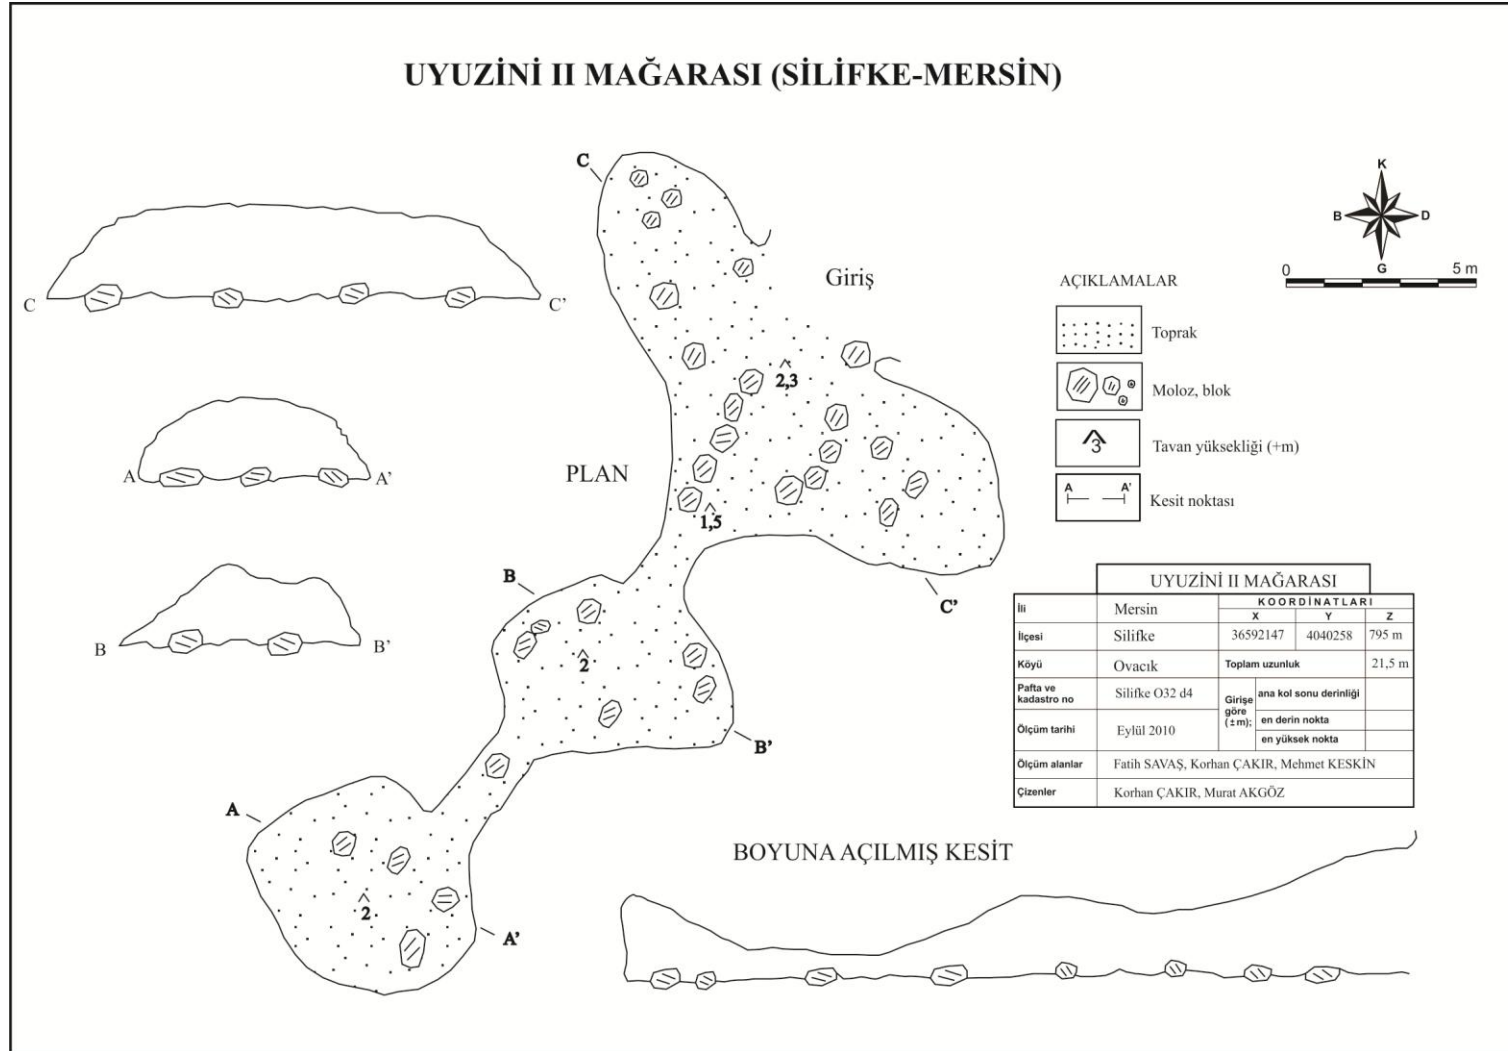 UYUZİNİ II MAĞARASI (SİLİFKE-MERSİN)
C
C'
A
A'
B
B'
C
Giriş
2,3
PLAN
1,5
B
C'
2
B'
A
2
A'
K
B
D
G
0 5 m
AÇIKLAMALAR
Toprak
Moloz, blok
3
Tavan yüksekliği (+m)
A A'
Kesit noktası
UYUZİNİ II MAĞARASI
İli Mersin KOORDİNATLARI
X Y Z
İlçesi Silifke 36592147 4040258 795 m
Köyü Ovacık Toplam uzunluk 21,5 m
Pafta ve
kadastro no
Silifke O32 d4
Girişe
göre
(±m);
ana kol sonu derinliği
en derin nokta
en yüksek nokta
Ölçüm tarihi Eylül 2010
Ölçüm alanlar Fatih SAVAŞ, Korhan ÇAKIR, Mehmet KESKİN
Çizenler Korhan ÇAKIR, Murat AKGÖZ
BOYUNA AÇILMIŞ KESİT